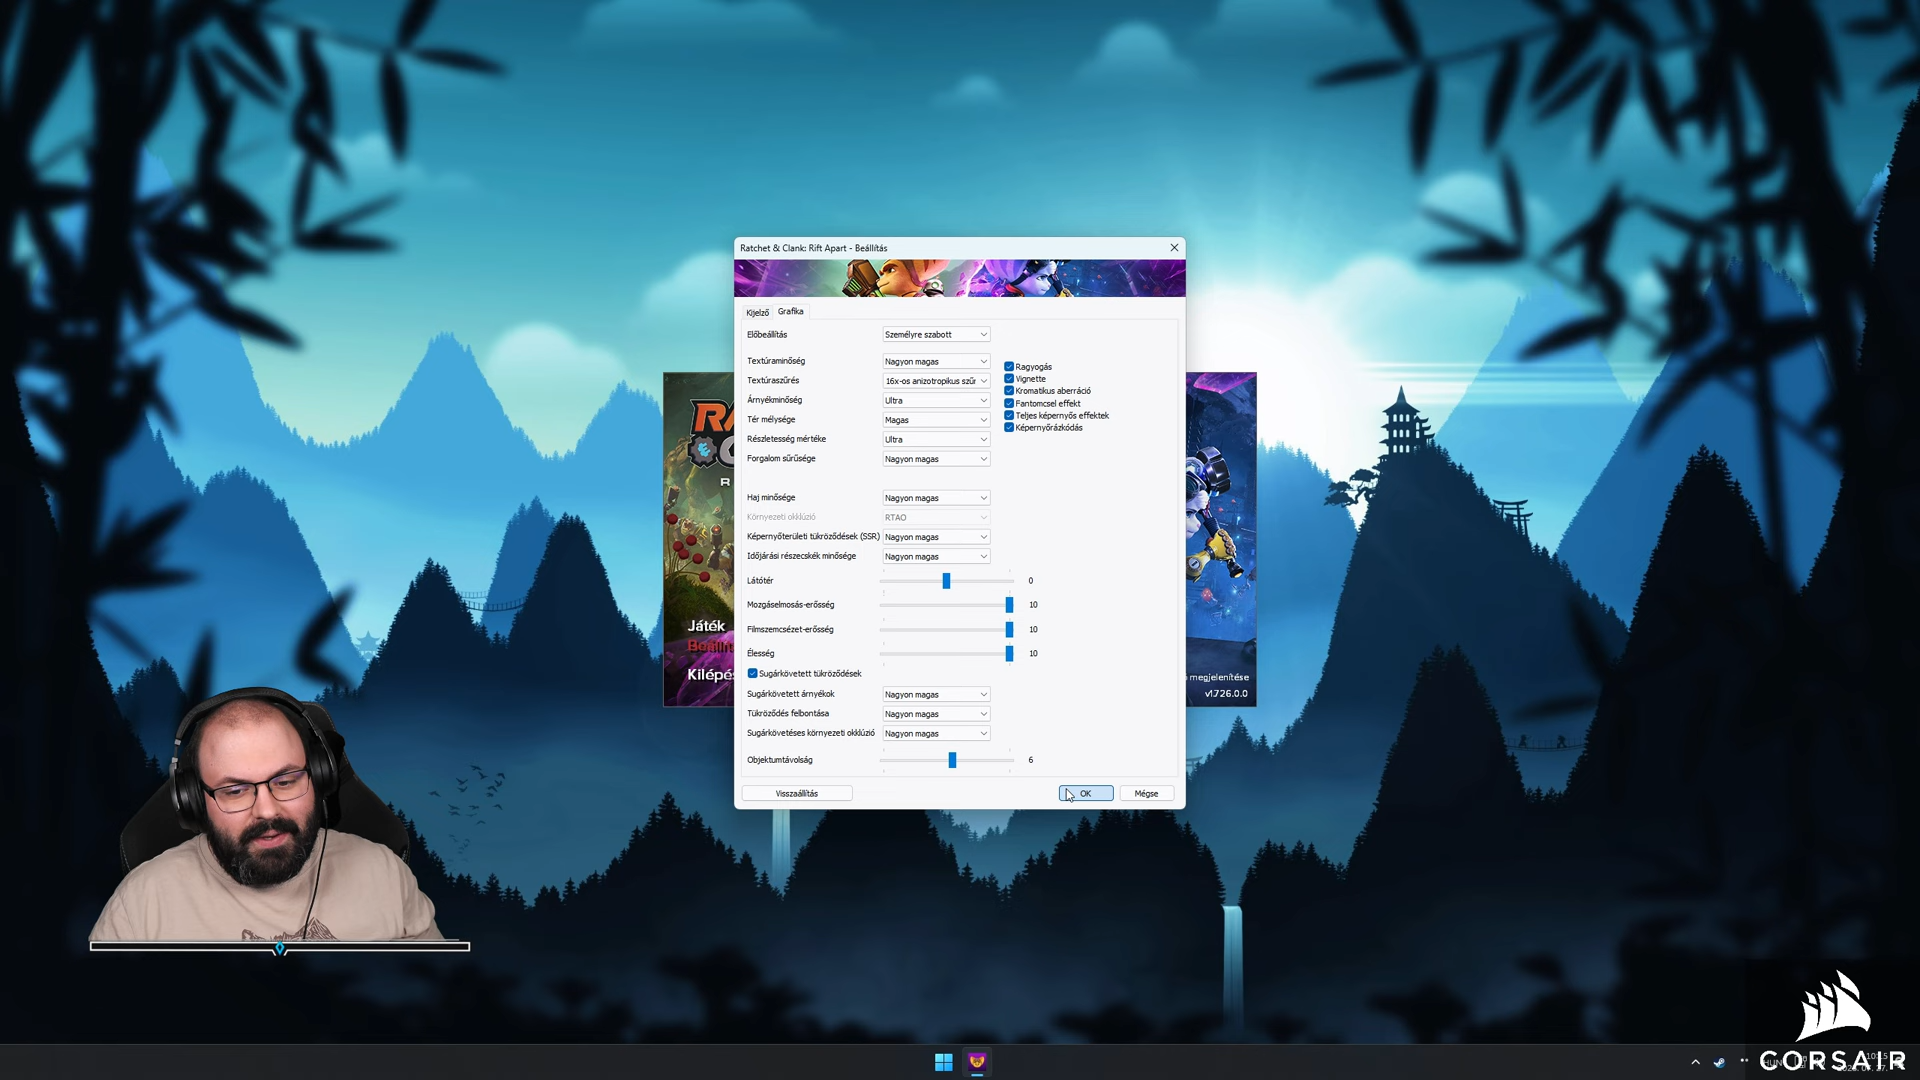 Ratchet & Clank: Rift Apart - Beállítás
Kijelző
Grafika
Előbeállítás
Személyre szabott
Textúraminőség
Nagyon magas
Textúraszűrés
16x-os anizotropikus szűr
Árnyékminőség
Ultra
Tér mélysége
Magas
Részletesség mértéke
Ultra
Forgalom sűrűsége
Nagyon magas
Ragyogás
Vignette
Kromatikus aberráció
Fantomcsel effekt
Teljes képernyős effektek
Képernyőrázkódás
Haj minősége
Nagyon magas
Környezeti okklúzió
RTAO
Képernyőterületi tükröződések (SSR)
Nagyon magas
Időjárási részecskék minősége
Nagyon magas
Látótér
0
Mozgáselmosás-erősség
10
Filmszemcsézet-erősség
10
Élesség
10
Sugárkövetett tükröződések
Sugárkövetett árnyékok
Nagyon magas
Tükröződés felbontása
Nagyon magas
Sugárkövetéses környezeti okklúzió
Nagyon magas
Objektumtávolság
6
Visszaállítás
OK
Mégse
Játék
Kilépés
megjelenítése
v1.726.0.0
CORSAIR